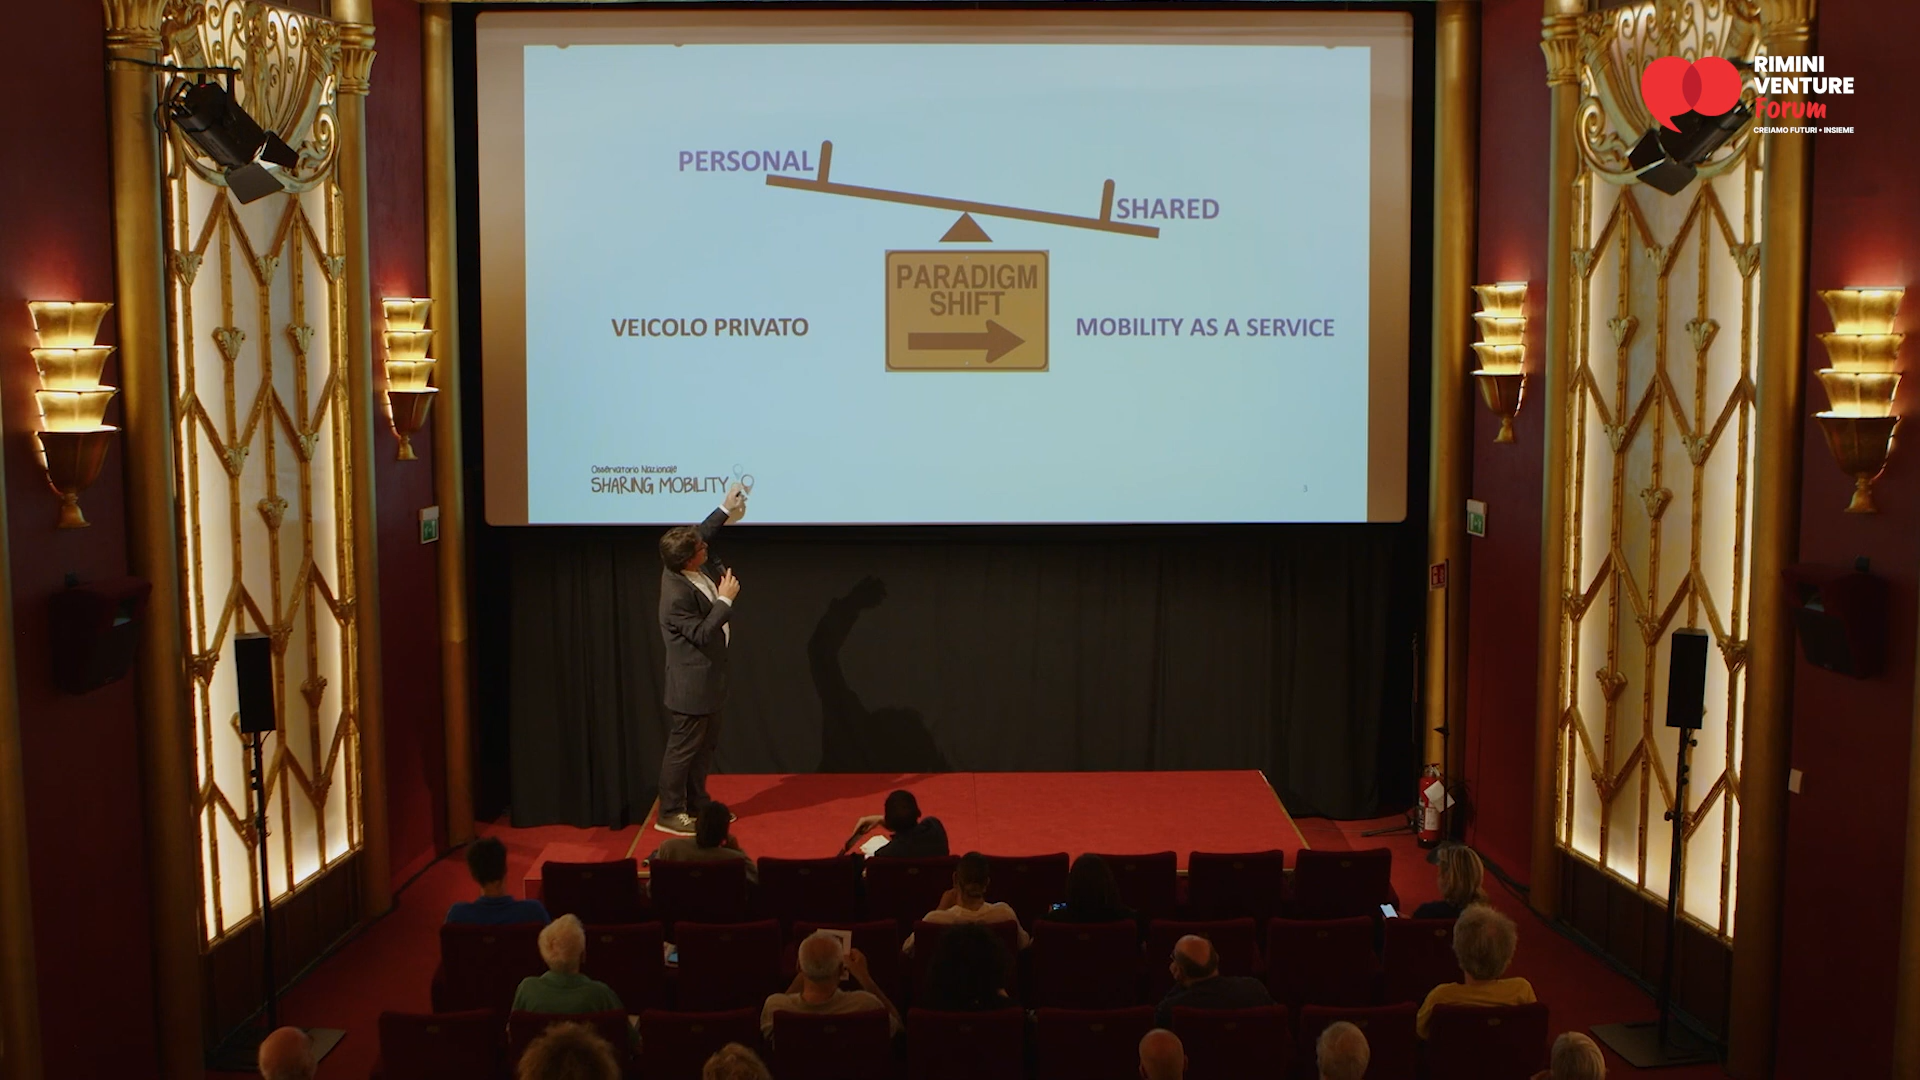 RIMINI
VENTURE
Forum
CREIAMO FUTURI • INSIEME
PERSONAL
SHARED
PARADIGM
SHIFT
VEICOLO PRIVATO
MOBILITY AS A SERVICE
Osservatorio Nazionale
SHARING MOBILITY
3